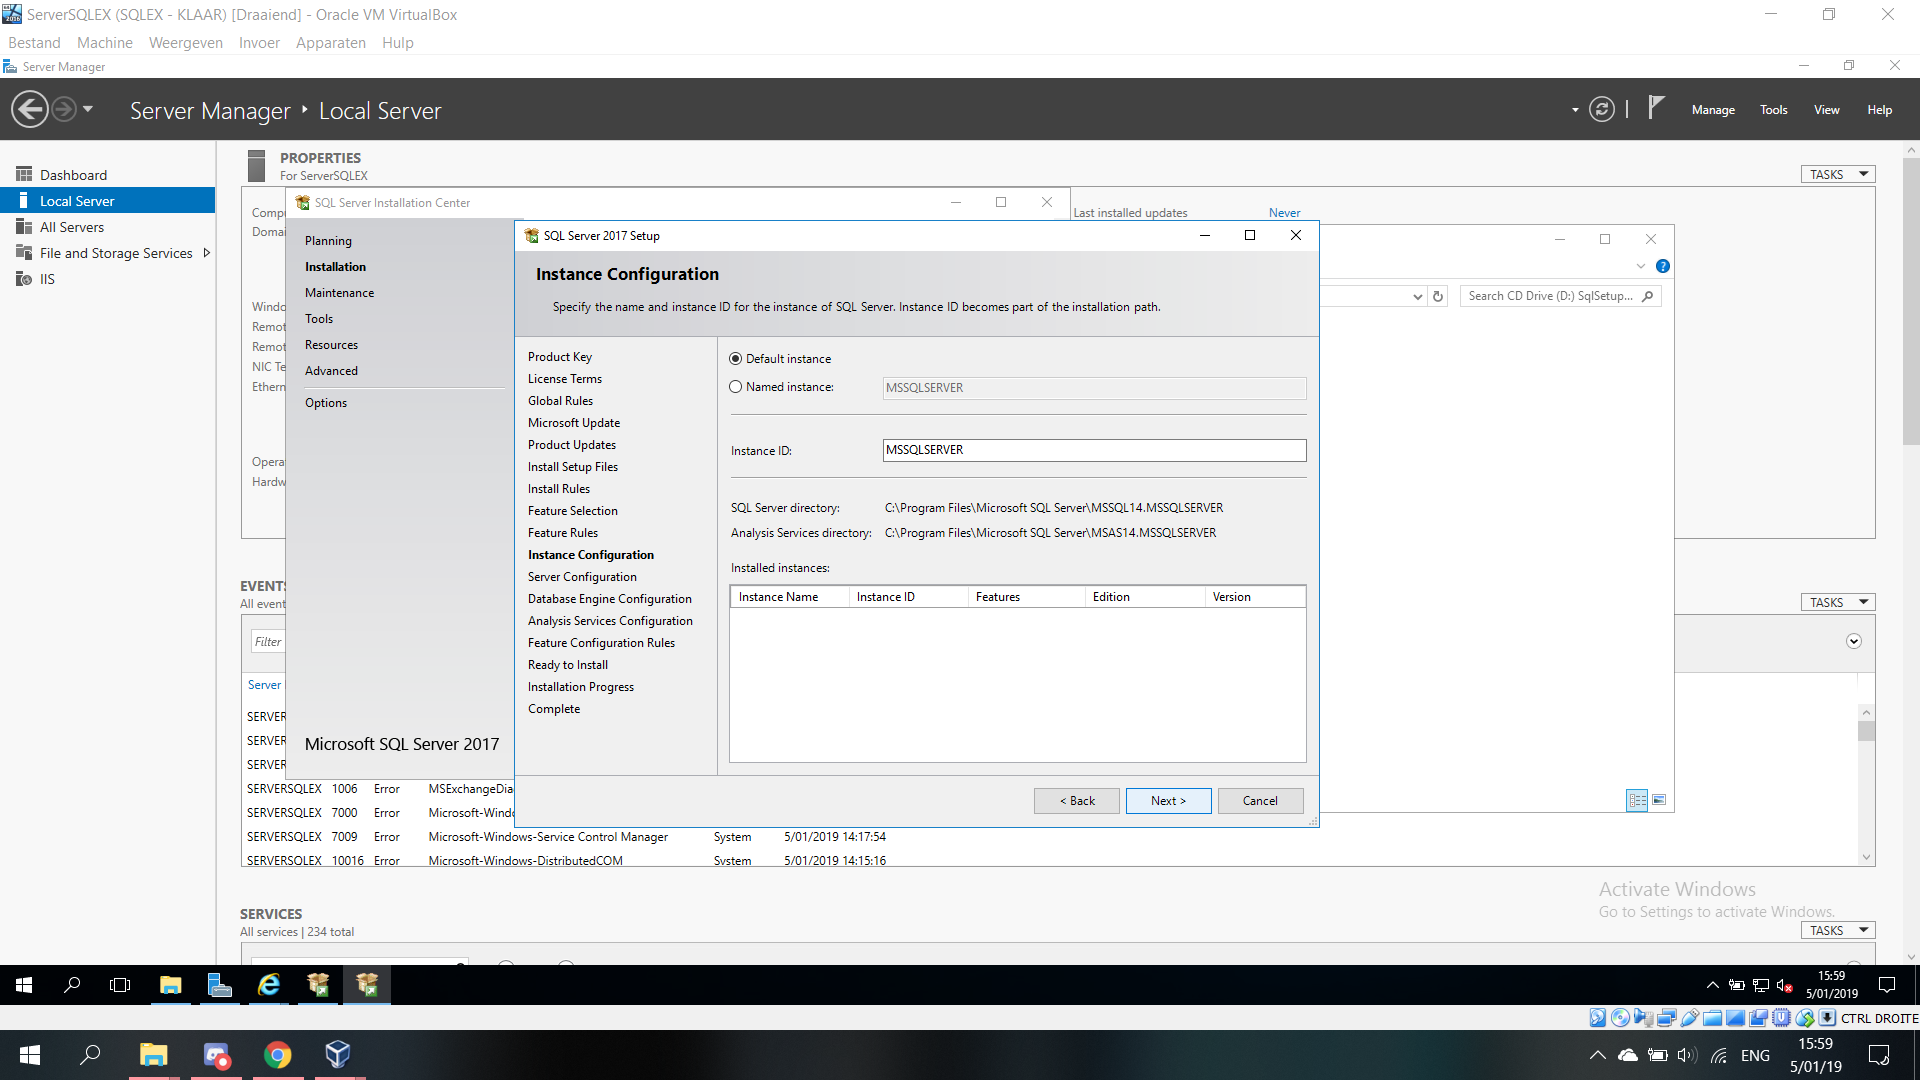 ServerSQLEX (SQLEX - KLAAR) [Draaiend] - Oracle VM VirtualBox
Bestand Machine Weergeven Invoer Apparaten Hulp
Server Manager
Server Manager Local Server
Manage Tools View Help
Dashboard
Local Server
All Servers
File and Storage Services
IIS
PROPERTIES
For ServerSQLEX
TASKS
Last installed updates Never
SQL Server Installation Center
Planning
Installation
Maintenance
Tools
Resources
Advanced
Options
Microsoft SQL Server 2017
SQL Server 2017 Setup
Instance Configuration
Specify the name and instance ID for the instance of SQL Server. Instance ID becomes part of the installation path.
Product Key
License Terms
Global Rules
Microsoft Update
Product Updates
Install Setup Files
Install Rules
Feature Selection
Feature Rules
Instance Configuration
Server Configuration
Database Engine Configuration
Analysis Services Configuration
Feature Configuration Rules
Ready to Install
Installation Progress
Complete
Default instance
Named instance: MSSQLSERVER
Instance ID: MSSQLSERVER
SQL Server directory: C:\Program Files\Microsoft SQL Server\MSSQL14.MSSQLSERVER
Analysis Services directory: C:\Program Files\Microsoft SQL Server\MSAS14.MSSQLSERVER
Installed instances:
Instance Name Instance ID Features Edition Version
< Back Next > Cancel
Search CD Drive (D:) SqlSetup...
EVENTS
All event
TASKS
Filter
Server
SERVER
SERVER
SERVER
SERVERSQLEX 1006 Error MSExchangeDia
SERVERSQLEX 7000 Error Microsoft-Windo
SERVERSQLEX 7009 Error Microsoft-Windows-Service Control Manager System 5/01/2019 14:17:54
SERVERSQLEX 10016 Error Microsoft-Windows-DistributedCOM System 5/01/2019 14:15:16
SERVICES
All services | 234 total
TASKS
Activate Windows
Go to Settings to activate Windows.
15:59
5/01/2019
CTRL DROITE
ENG
15:59
5/01/19